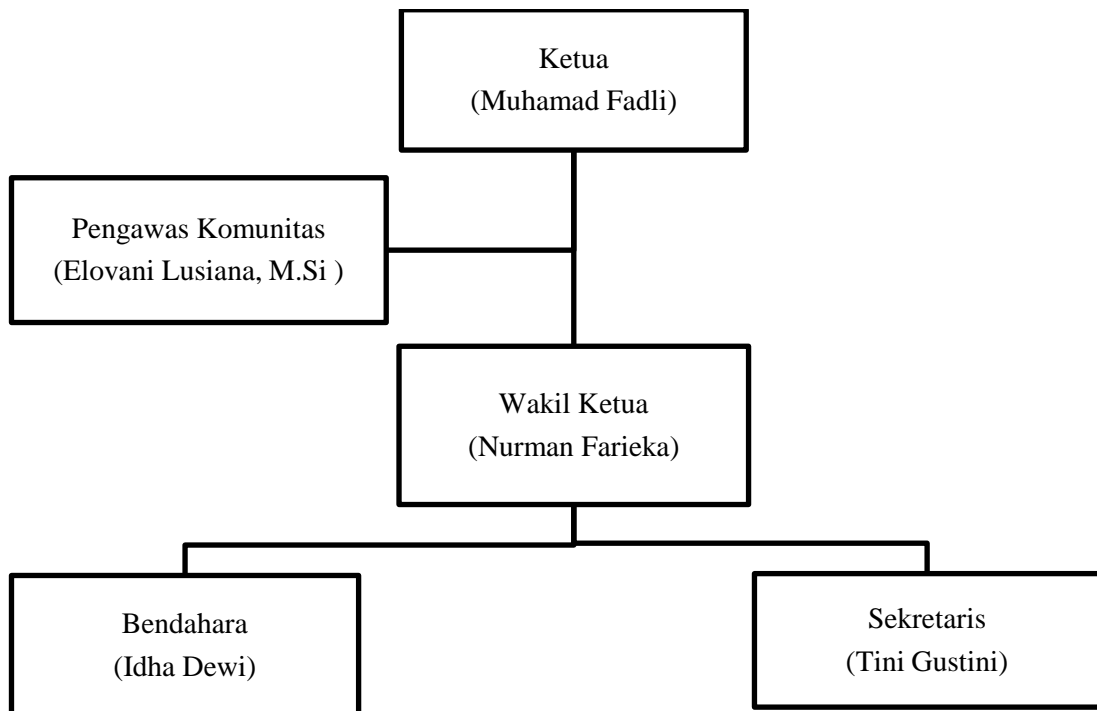 Ketua
(Muhamad Fadli)
Pengawas Komunitas
(Elovani Lusiana, M.Si )
Wakil Ketua
(Nurman Farieka)
Bendahara
(Idha Dewi)
Sekretaris
(Tini Gustini)